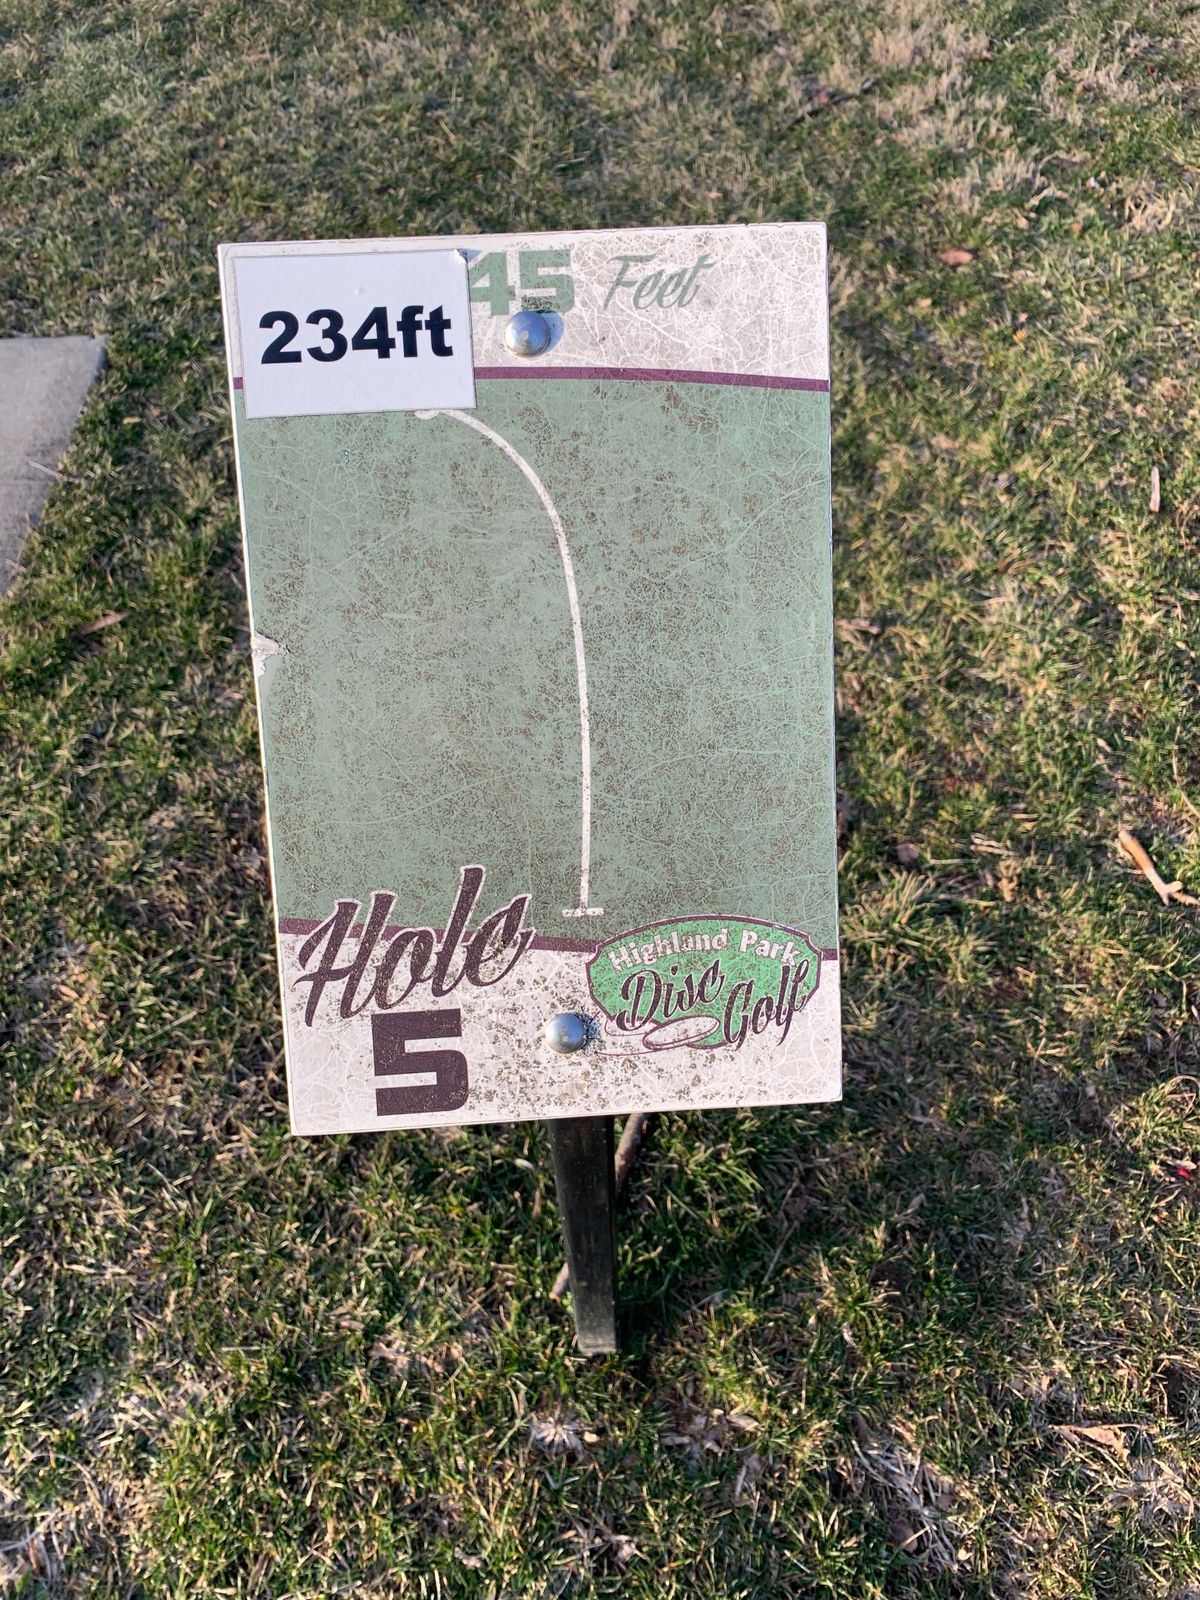 234ft
45 Feet
Hole
5
Highland Park
Disc Golf